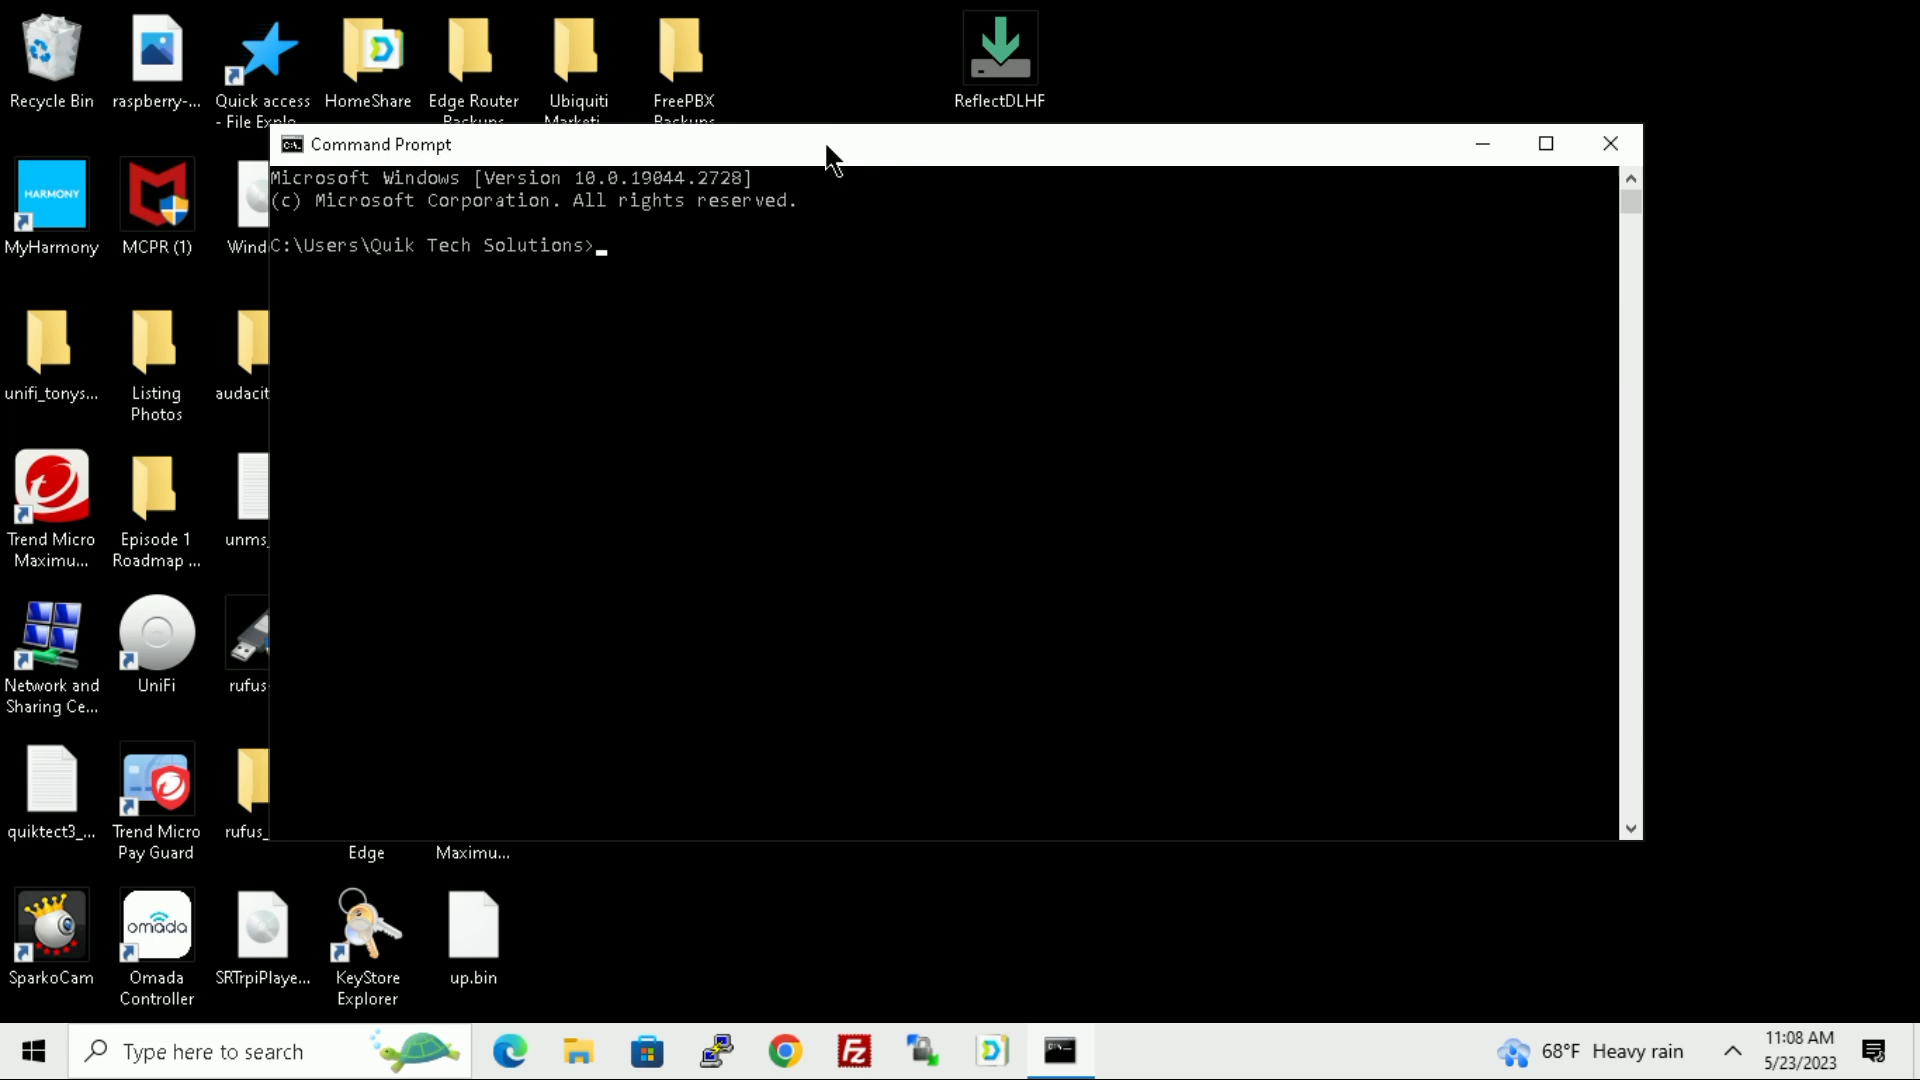 Recycle Bin
raspberry-...
Quick access
- File Explo
HomeShare
Edge Router
Backups
Ubiquiti
Marketi
FreePBX
Backups
ReflectDLHF
Command Prompt
Microsoft Windows [Version 10.0.19044.2728]
(c) Microsoft Corporation. All rights reserved.
C:\Users\Quik Tech Solutions>
HARMONY
MyHarmony
MCPR (1)
Wind
unifi_tonys...
Listing
Photos
audacit
Trend Micro
Maximu...
Episode 1
Roadmap ...
unms_
Network and
Sharing Ce...
UniFi
rufus-
quiktect3_...
Trend Micro
Pay Guard
rufus_
Edge
Maximu...
SparkoCam
omada
Omada
Controller
SRTrpiPlaye...
KeyStore
Explorer
up.bin
Type here to search
68°F Heavy rain
11:08 AM
5/23/2023